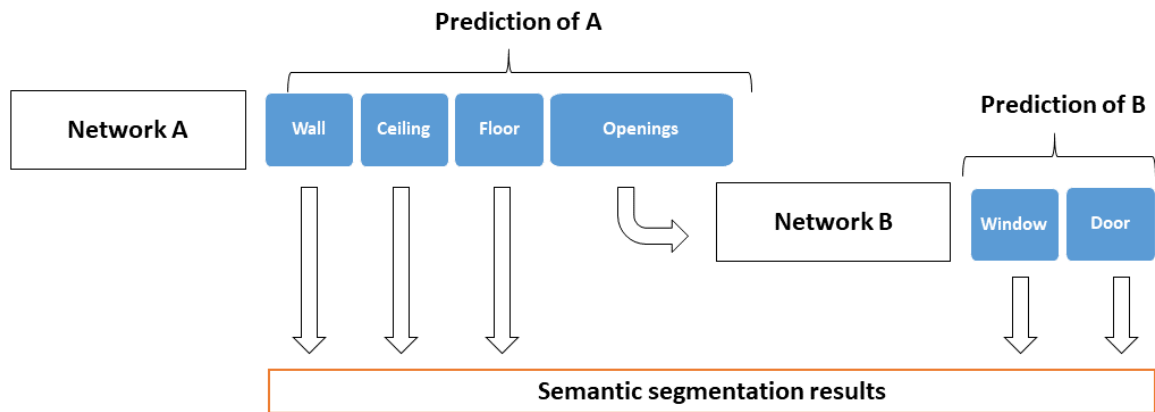 Prediction of A
Network A
Wall
Ceiling
Floor
Openings
Prediction of B
Network B
Window
Door
Semantic segmentation results